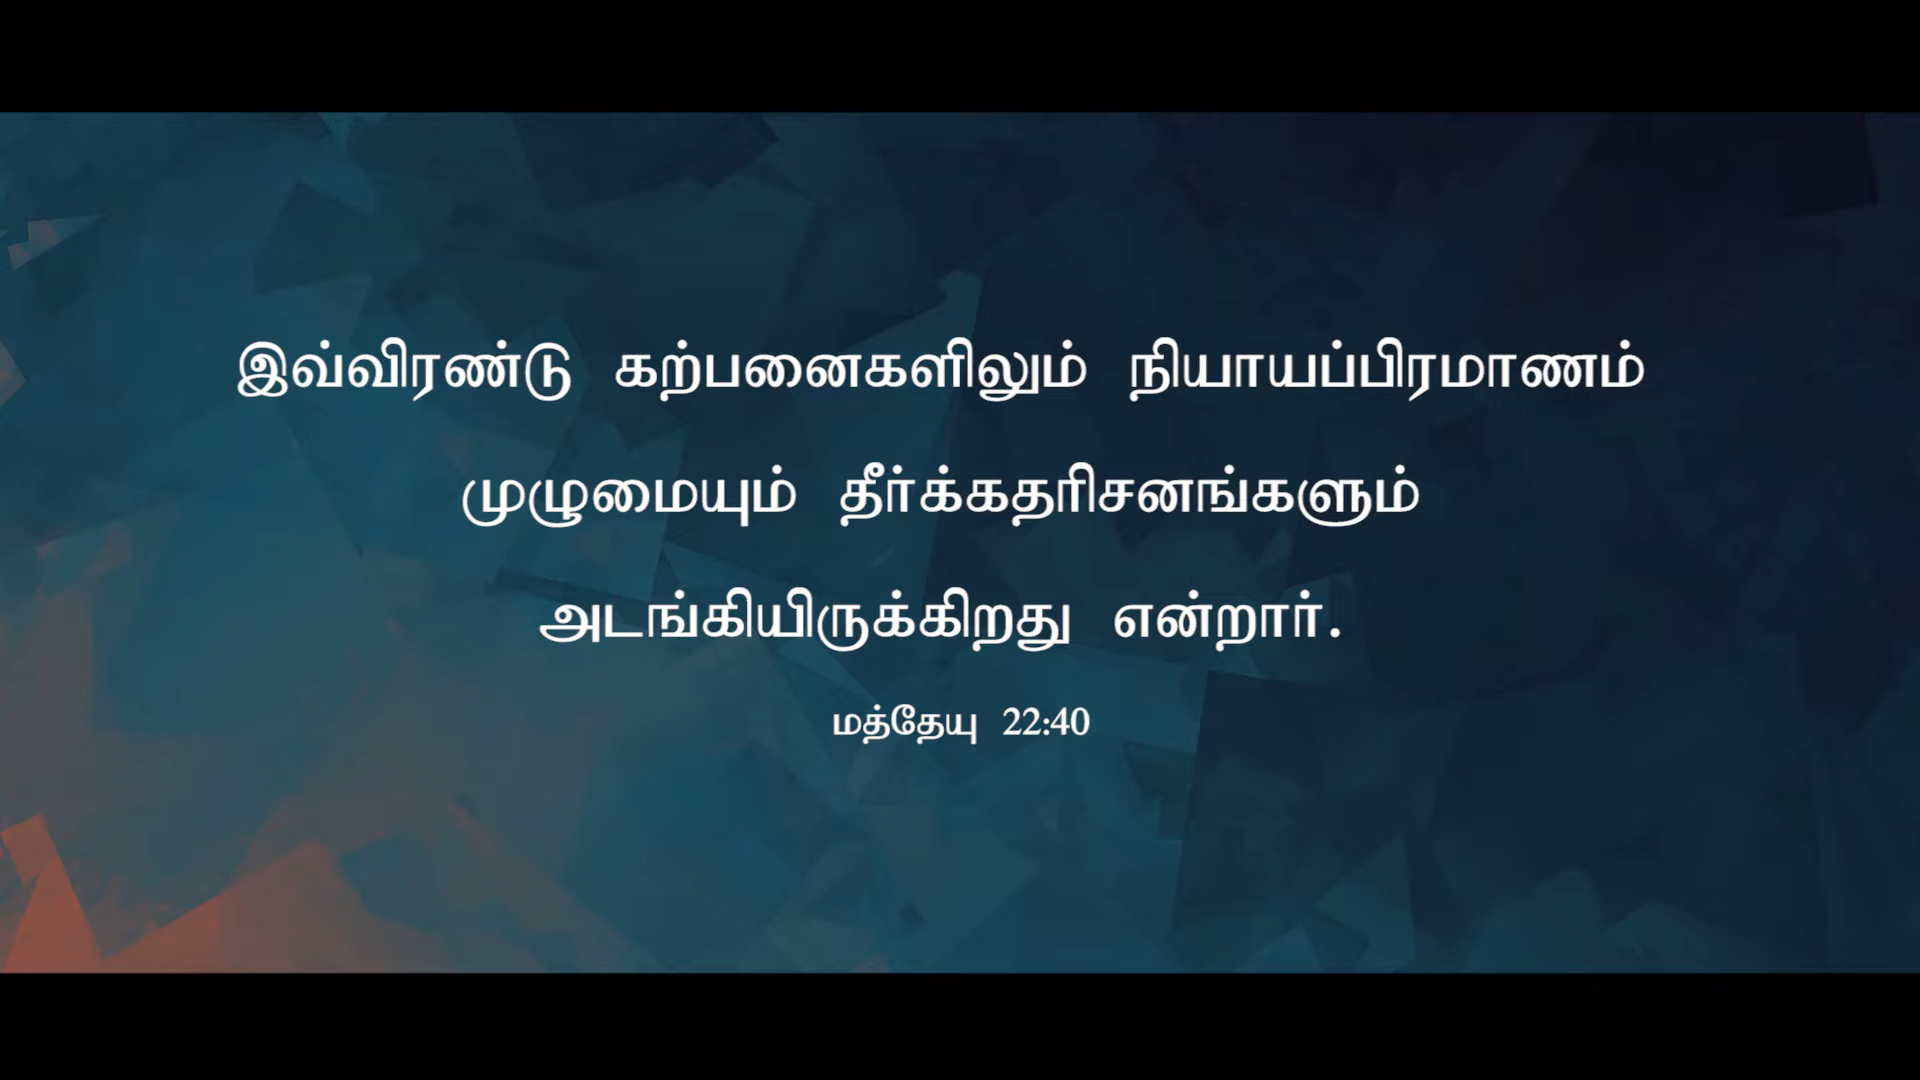 இவ்விரண்டு கற்பனைகளிலும் நியாயப்பிரமாணம்
முழுமையும் தீர்க்கதரிசனங்களும்
அடங்கியிருக்கிறது என்றார்.
மத்தேயு 22:40